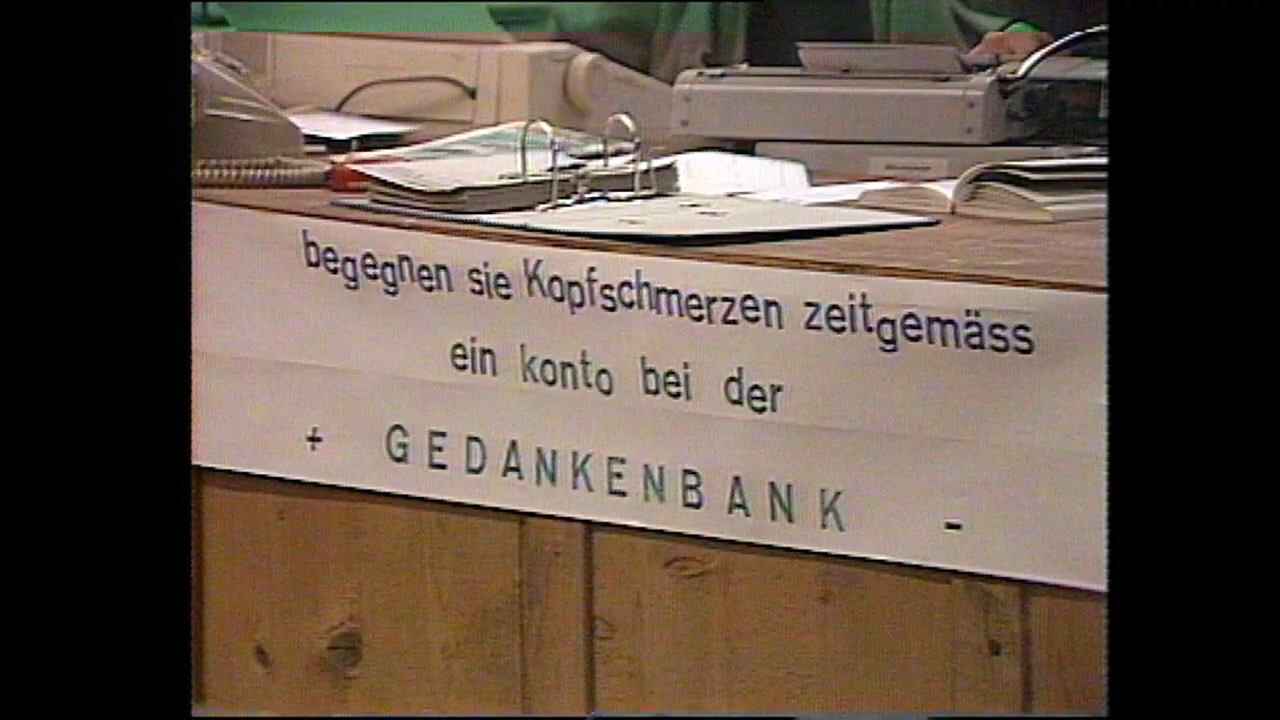 begegnen sie Kopfschmerzen zeitgemäss
ein konto bei der
+ GEDANKENBANK -